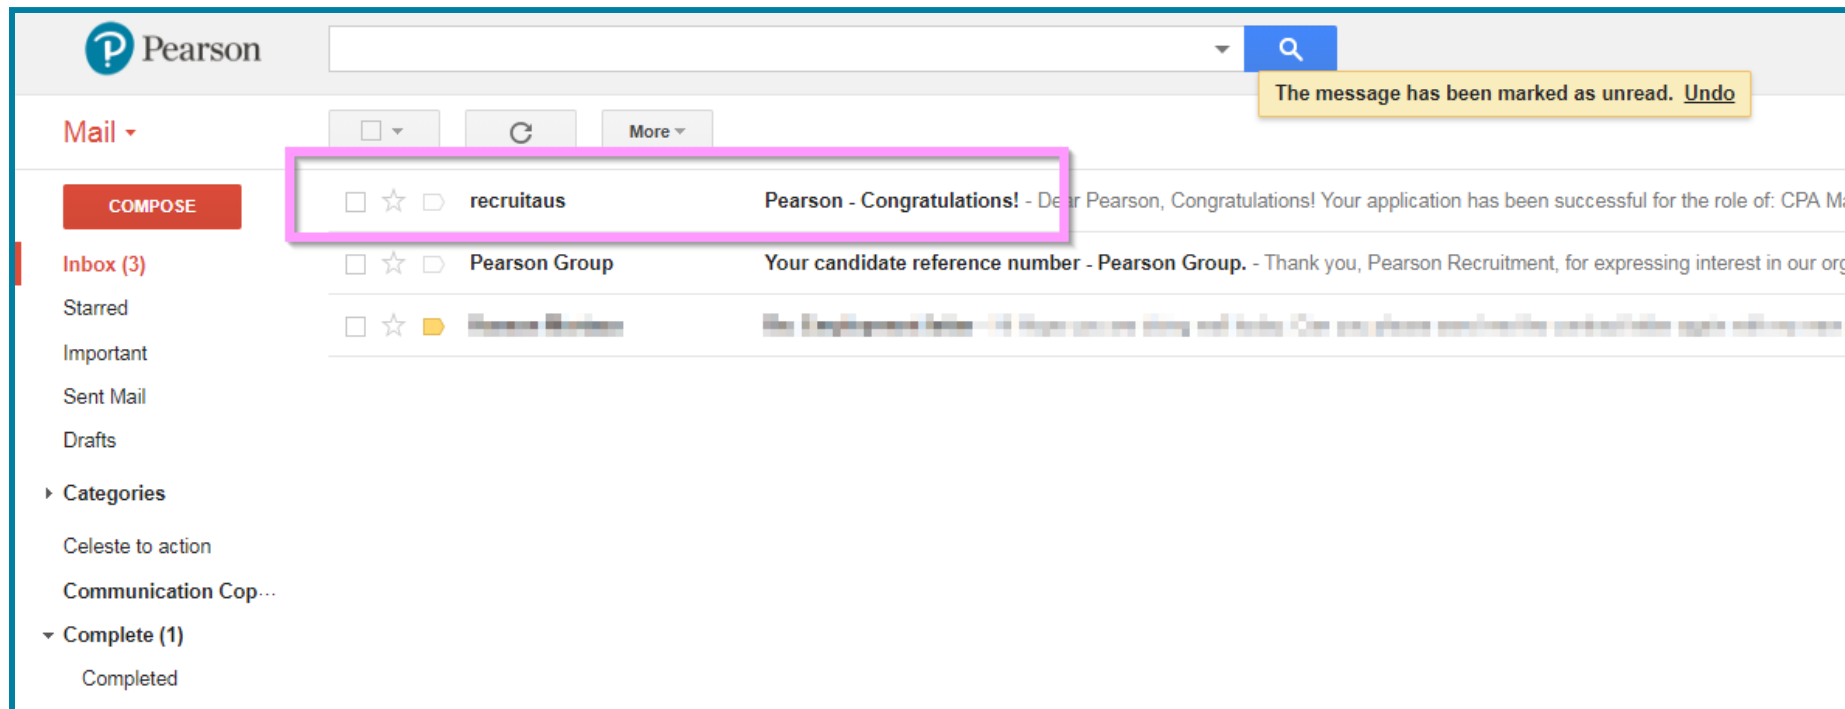 Pearson
The message has been marked as unread. Undo
Mail
More
COMPOSE
recruitaus Pearson - Congratulations! - Dear Pearson, Congratulations! Your application has been successful for the role of: CPA Ma
Inbox (3)
Pearson Group Your candidate reference number - Pearson Group. - Thank you, Pearson Recruitment, for expressing interest in our org
Starred
Important
Sent Mail
Drafts
Categories
Celeste to action
Communication Cop...
Complete (1)
Completed